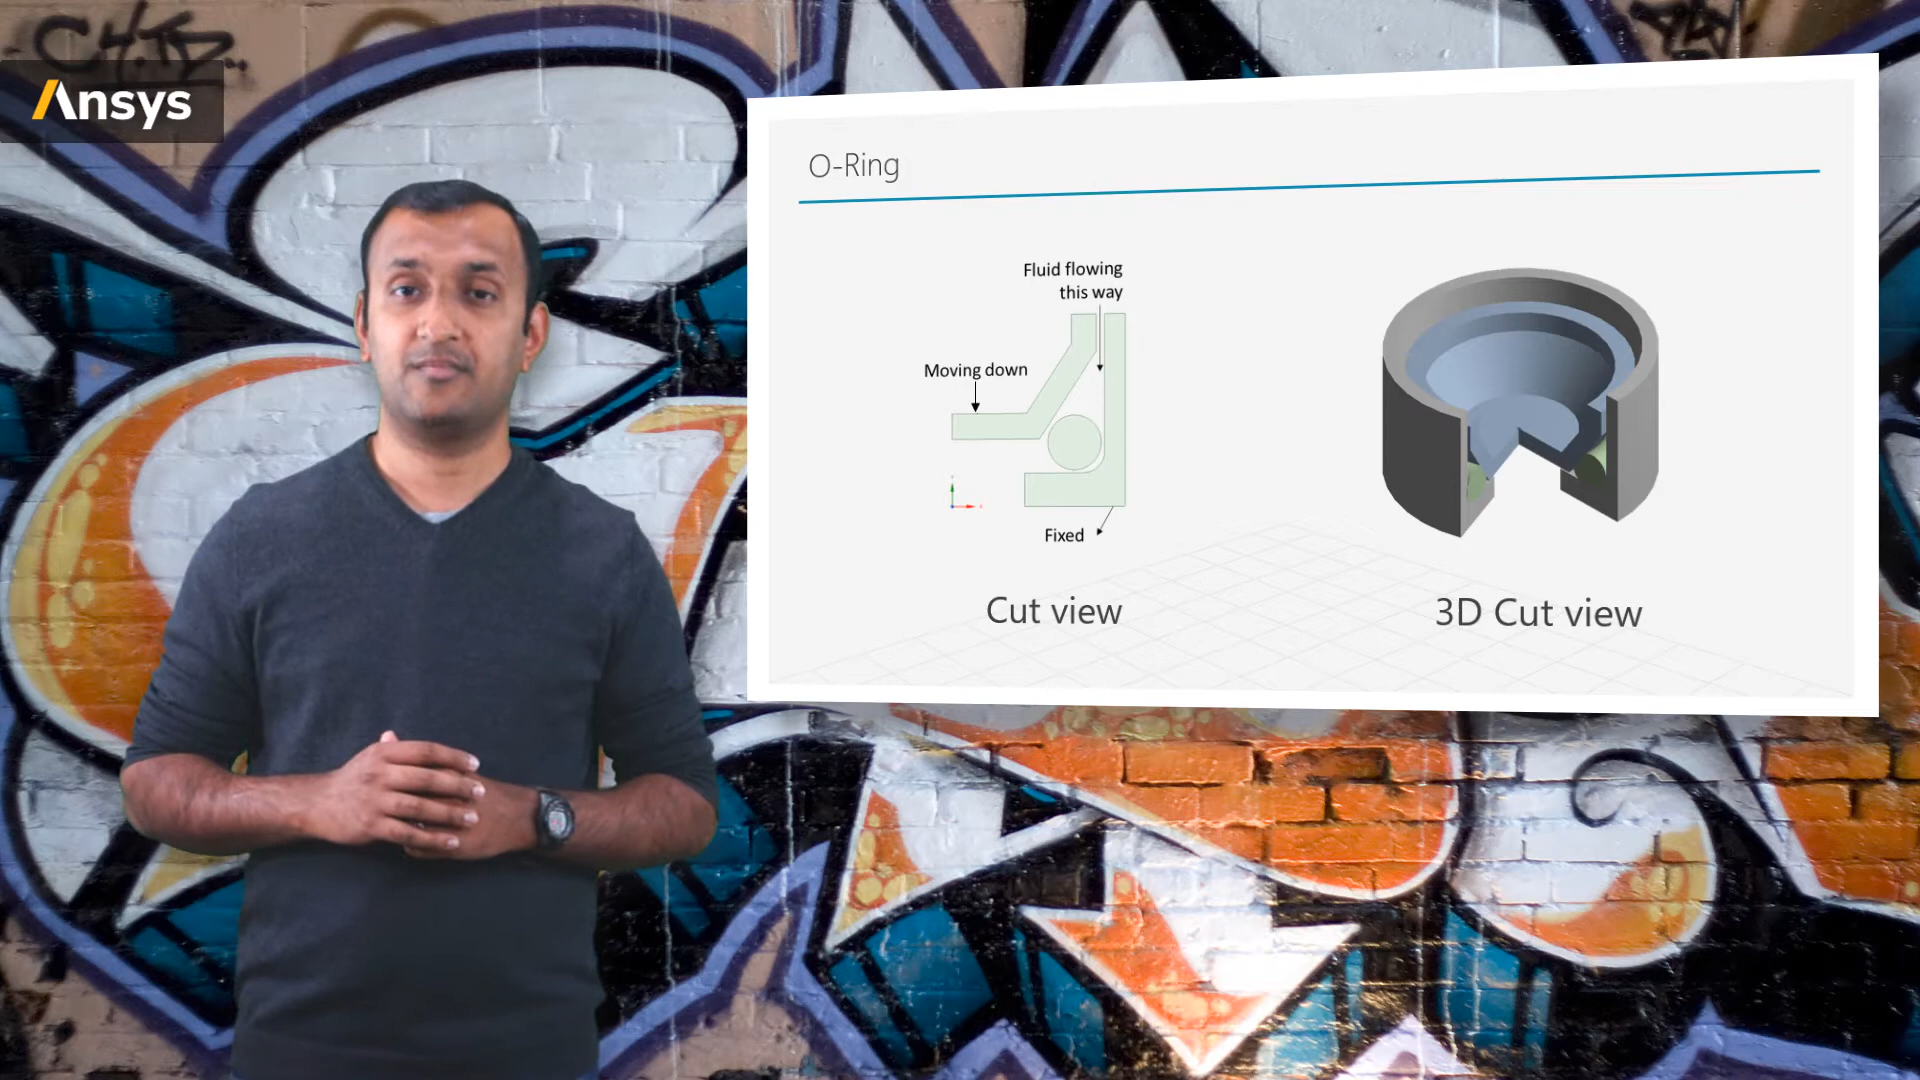 Ansys
O-Ring
Fluid flowing
this way
Moving down
Fixed
Cut view
3D Cut view